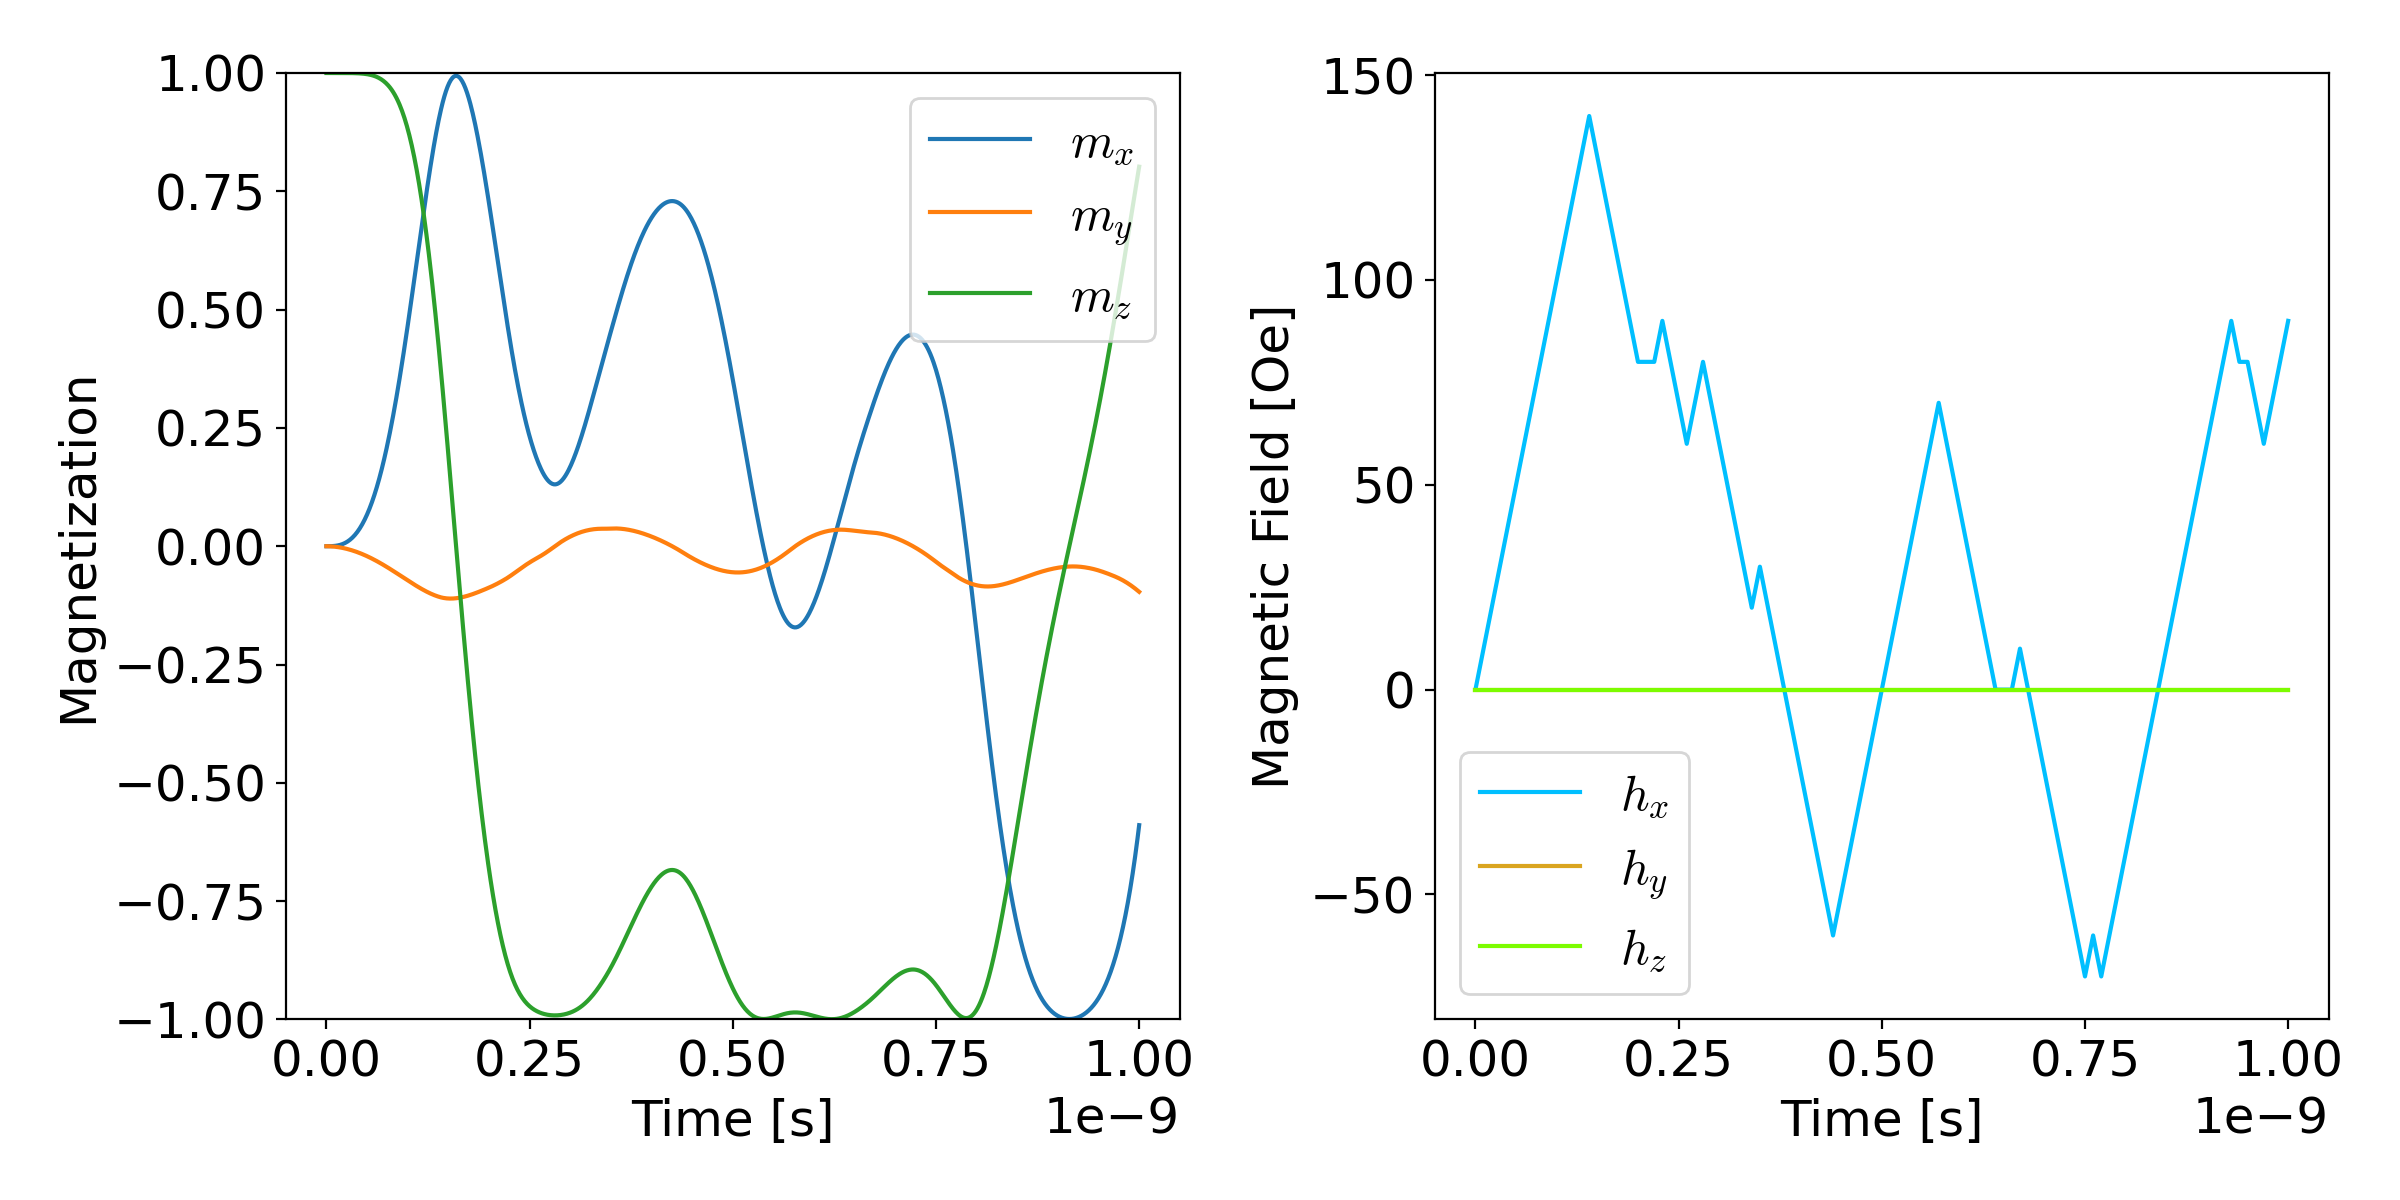 1.00
0.75
0.50
0.25
0.00
−0.25
−0.50
−0.75
−1.00
Magnetization
0.00 0.25 0.50 0.75 1.00
Time [s]
1e−9
m_x
m_y
m_z
150
100
50
0
−50
Magnetic Field [Oe]
0.00 0.25 0.50 0.75 1.00
Time [s]
1e−9
h_x
h_y
h_z